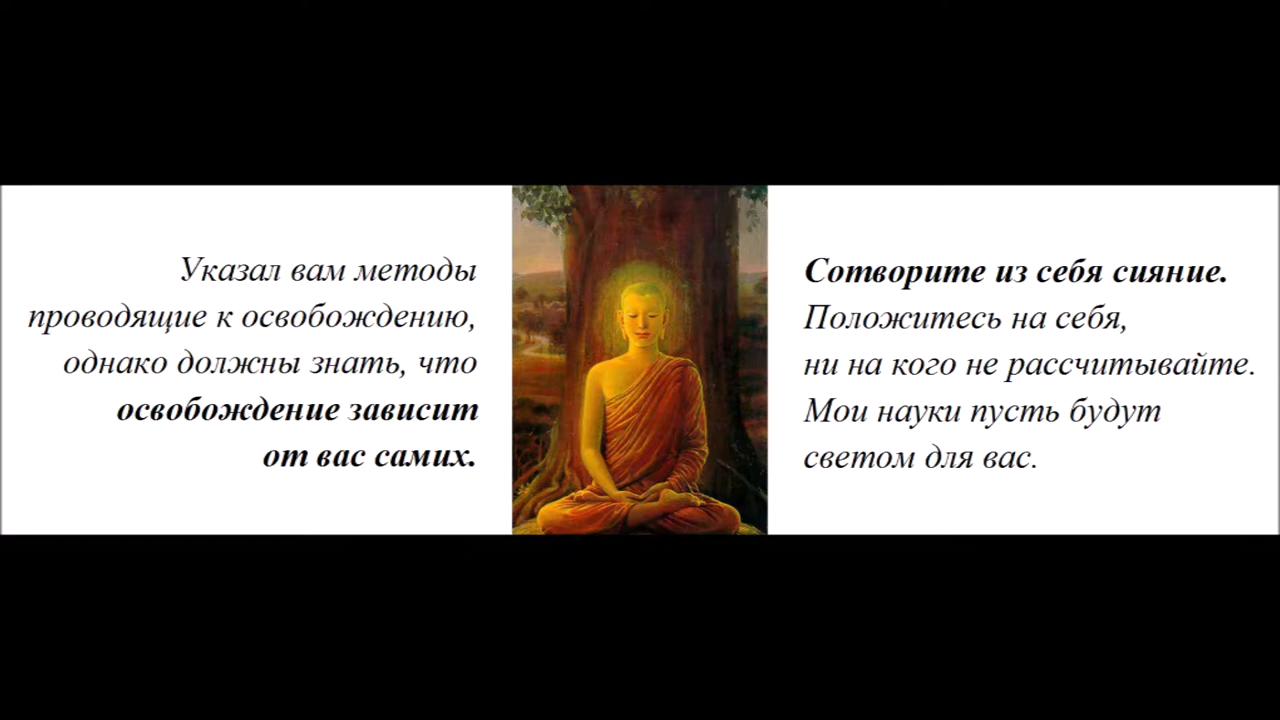 Указал вам методы
проводящие к освобождению,
однако должны знать, что
освобождение зависит
от вас самих.
Сотворите из себя сияние.
Положитесь на себя,
ни на кого не рассчитывайте.
Мои науки пусть будут
светом для вас.